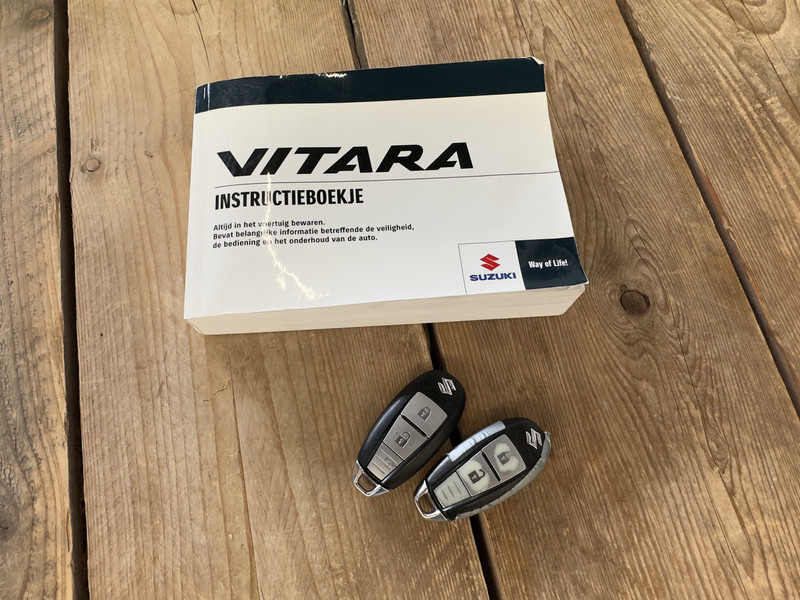 VITARA
INSTRUCTIEBOEKJE
Altijd in het voertuig bewaren.
Bevat belangrijke informatie betreffende de veiligheid,
de bediening en het onderhoud van de auto.
SUZUKI
Way of Life!